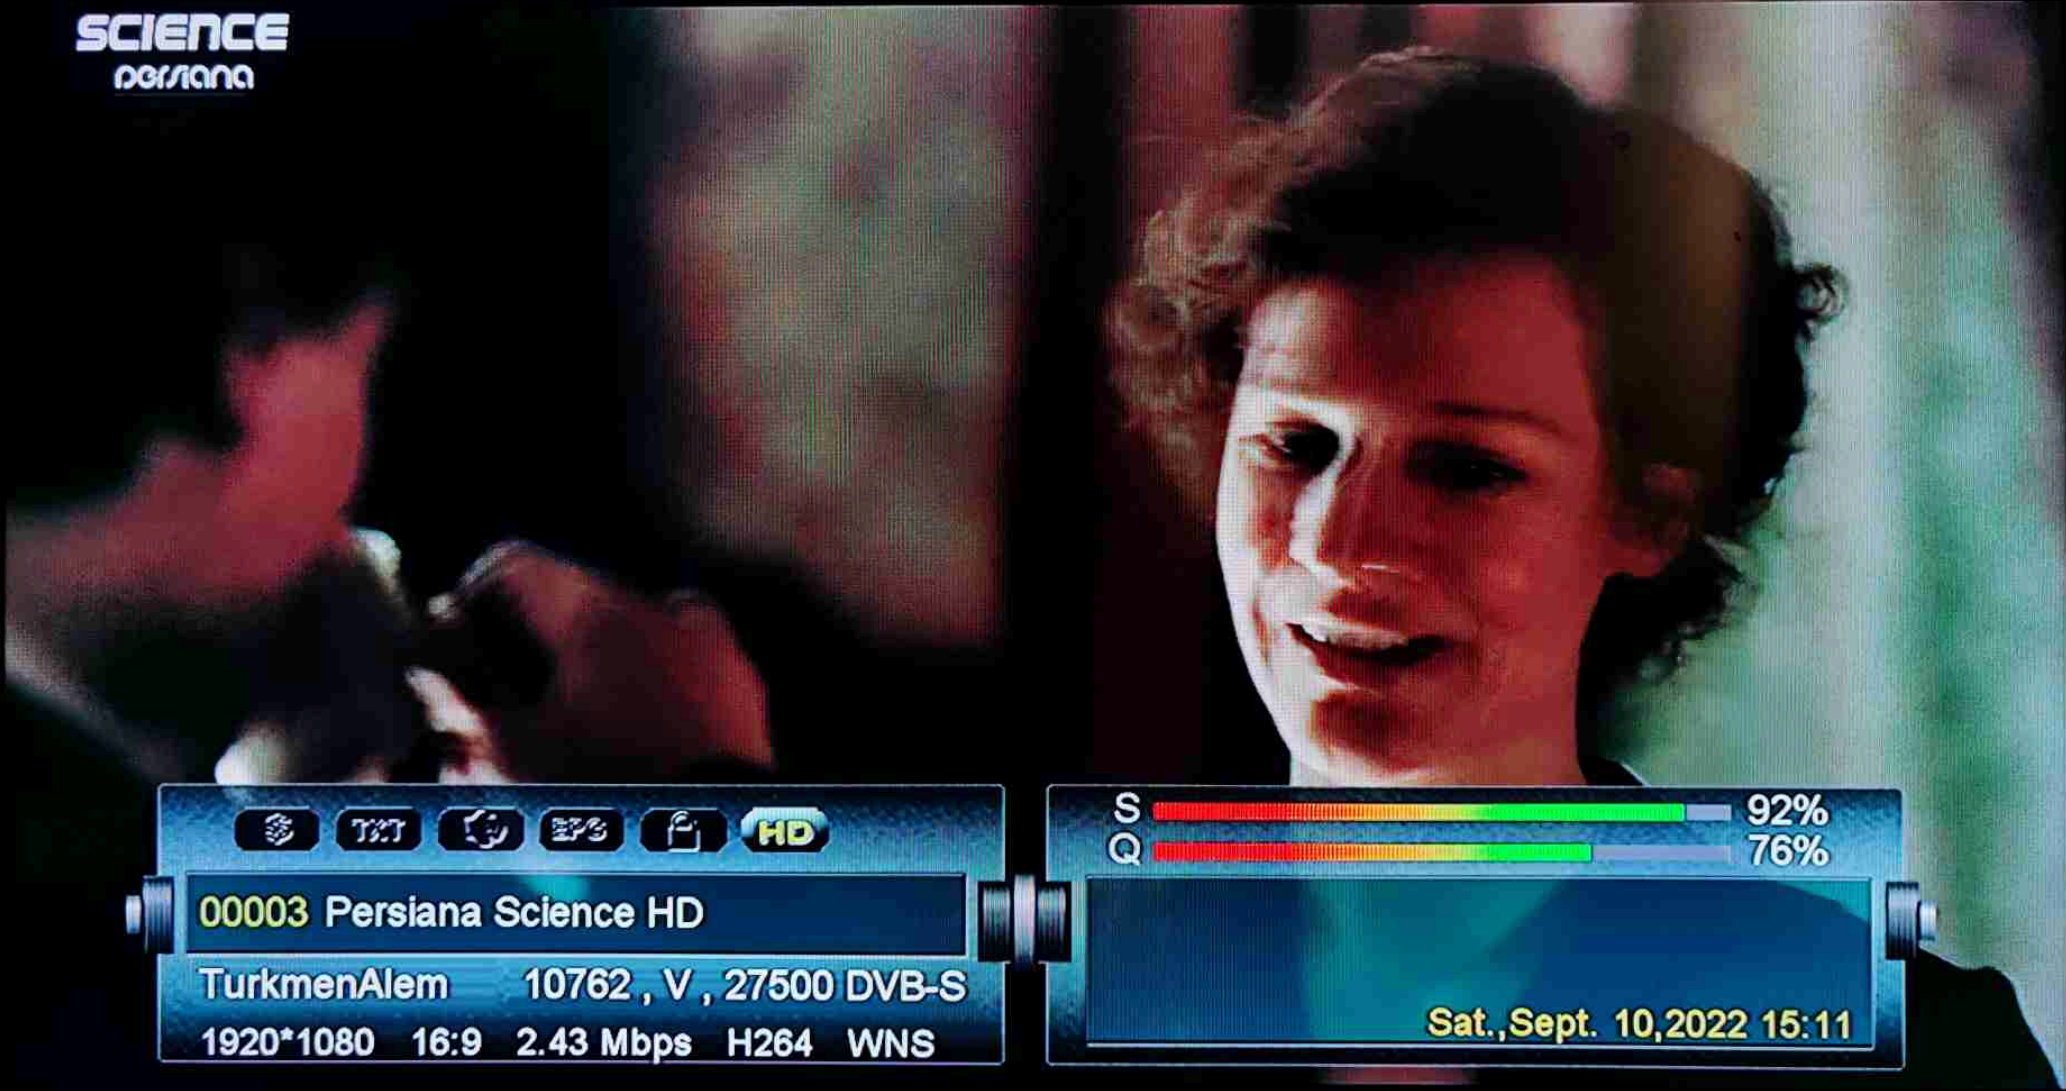 SCIENCE
persiana
TXT
EPG
HD
S 92%
Q 76%
00003 Persiana Science HD
TurkmenAlem 10762 , V , 27500 DVB-S
1920*1080 16:9 2.43 Mbps H264 WNS
Sat.,Sept. 10,2022 15:11